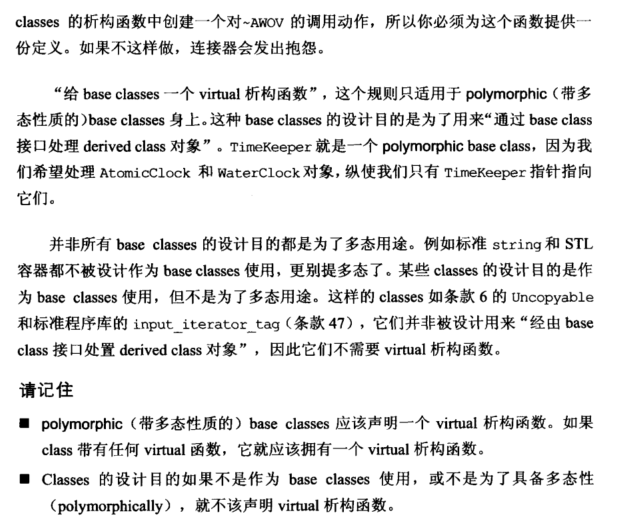 classes 的析构函数中创建一个对~AWOV 的调用动作，所以你必须为这个函数提供一
份定义。如果不这样做，连接器会发出抱怨。
“给 base classes 一个 virtual 析构函数”，这个规则只适用于 polymorphic（带多
态性质的）base classes 身上。这种 base classes 的设计目的是为了用来“通过 base class
接口处理 derived class 对象”。TimeKeeper 就是一个 polymorphic base class，因为我
们希望处理 AtomicClock 和 WaterClock 对象，纵使我们只有 TimeKeeper 指针指向
它们。
并非所有 base classes 的设计目的都是为了多态用途。例如标准 string 和 STL
容器都不被设计作为 base classes 使用，更别提多态了。某些 classes 的设计目的是作
为 base classes 使用，但不是为了多态用途。这样的 classes 如条款 6 的 Uncopyable
和标准程序库的 input_iterator_tag（条款 47），它们并非被设计用来“经由 base
class 接口处置 derived class 对象”，因此它们不需要 virtual 析构函数。
请记住
■ polymorphic（带多态性质的）base classes 应该声明一个 virtual 析构函数。如果
class 带有任何 virtual 函数，它就应该拥有一个 virtual 析构函数。
■ Classes 的设计目的如果不是作为 base classes 使用，或不是为了具备多态性
（polymorphically），就不该声明 virtual 析构函数。